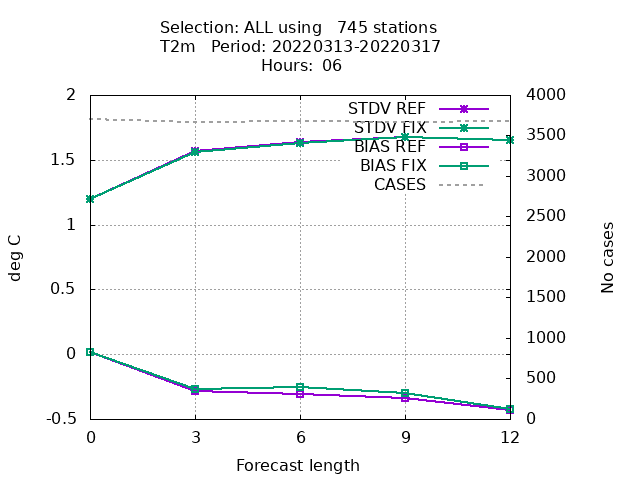 Selection: ALL using   745 stations
T2m   Period: 20220313-20220317
Hours: 06
2
1.5
1
0.5
0
-0.5
4000
3500
3000
2500
2000
1500
1000
500
0
STDV REF
STDV FIX
BIAS REF
BIAS FIX
CASES
deg C
No cases
0
3
6
9
12
Forecast length